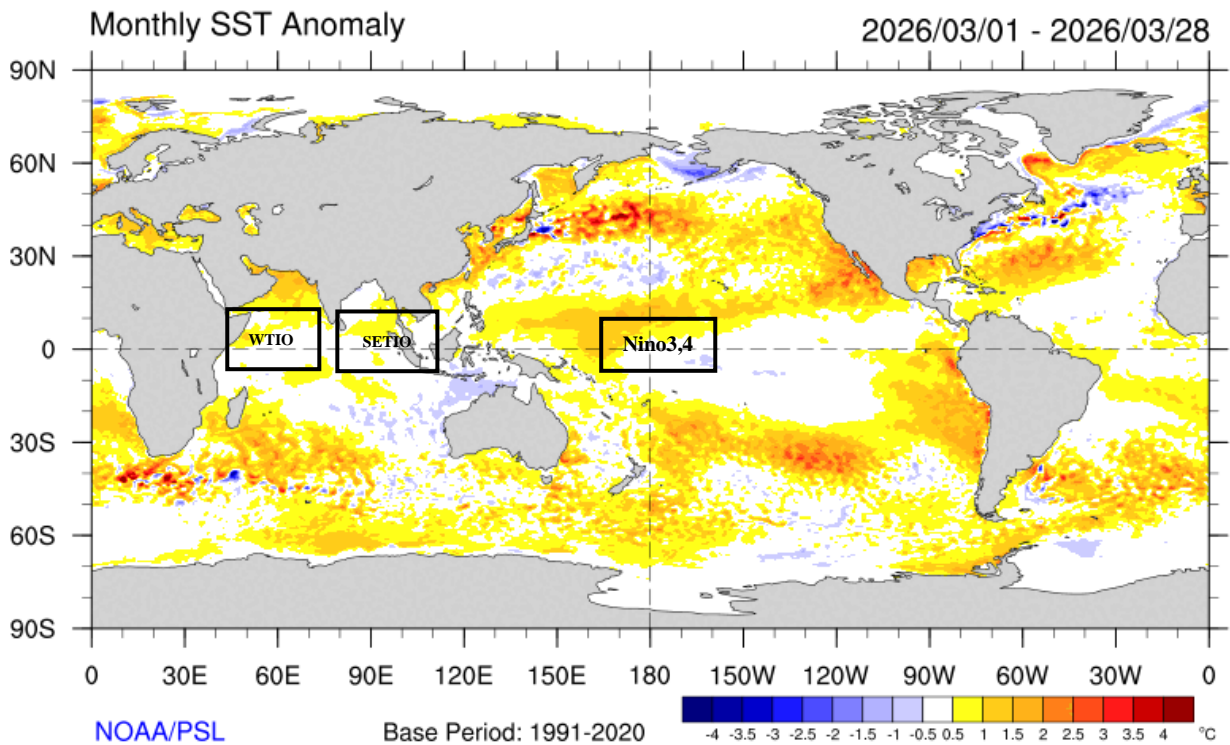 Monthly SST Anomaly 2026/03/01 - 2026/03/28
90N
60N
30N
0
30S
60S
90S
WTIO SETIO Nino3,4
0 30E 60E 90E 120E 150E 180 150W 120W 90W 60W 30W 0
NOAA/PSL Base Period: 1991-2020
-4 -3.5 -3 -2.5 -2 -1.5 -1 -0.5 0.5 1 1.5 2 2.5 3 3.5 4 °C